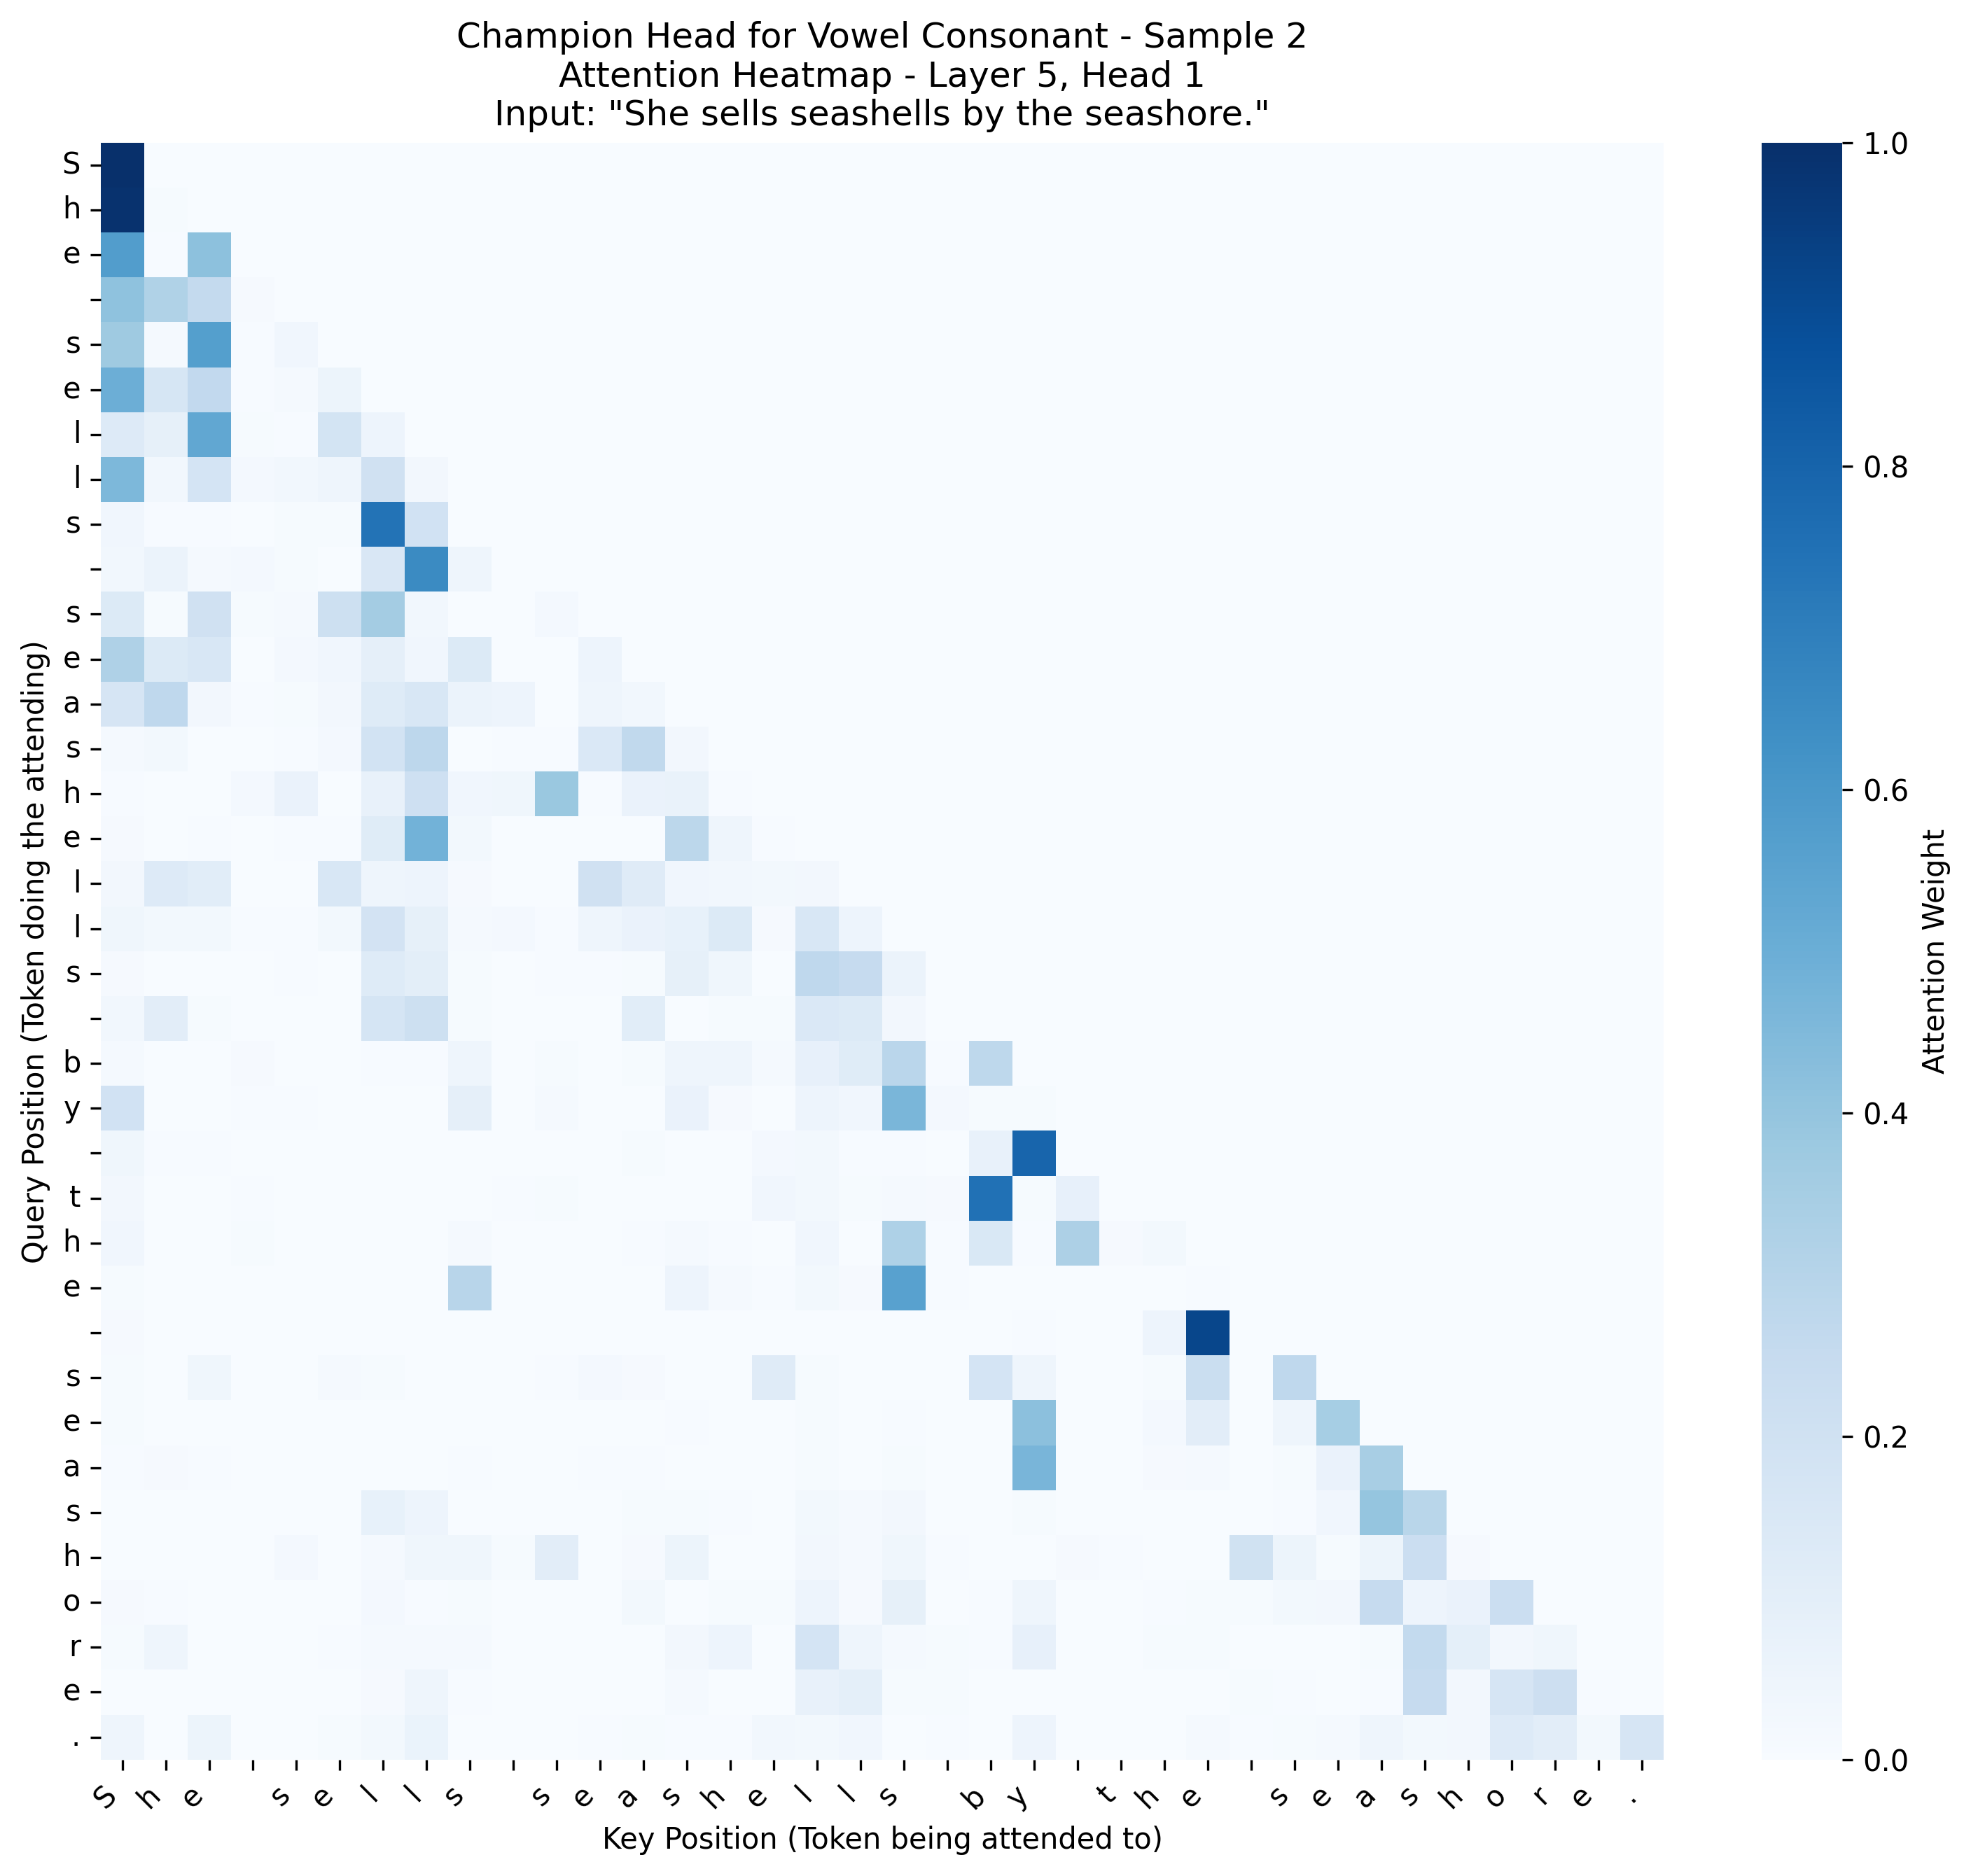 Champion Head for Vowel Consonant - Sample 2
Attention Heatmap - Layer 5, Head 1
Input: "She sells seashells by the seashore."
Query Position (Token doing the attending)
S
h
e
s
e
l
l
s
s
e
a
s
h
e
l
l
s
b
y
t
h
e
s
e
a
s
h
o
r
e
.
S h e s e l l s s e a s h e l l s b y t h e s e a s h o r e .
Key Position (Token being attended to)
1.0
0.8
0.6
0.4
0.2
0.0
Attention Weight